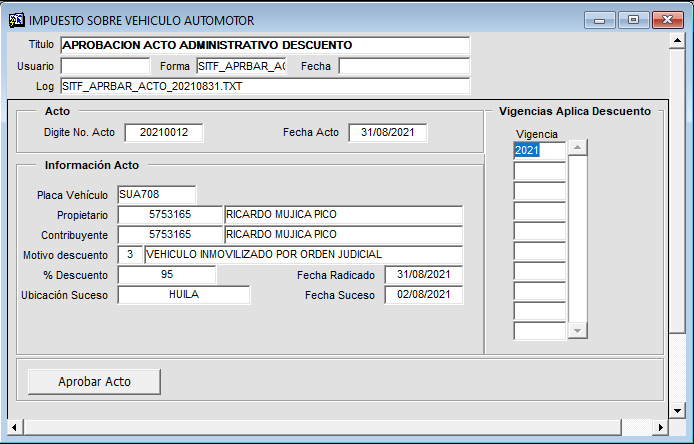 IMPUESTO SOBRE VEHICULO AUTOMOTOR
Titulo APROBACION ACTO ADMINISTRATIVO DESCUENTO
Usuario Forma SITF_APRBAR_AC Fecha
Log SITF_APRBAR_ACTO_20210831.TXT
Acto
Digite No. Acto 20210012 Fecha Acto 31/08/2021
Información Acto
Placa Vehículo SUA708
Propietario 5753165 RICARDO MUJICA PICO
Contribuyente 5753165 RICARDO MUJICA PICO
Motivo descuento 3 VEHICULO INMOVILIZADO POR ORDEN JUDICIAL
% Descuento 95 Fecha Radicado 31/08/2021
Ubicación Suceso HUILA Fecha Suceso 02/08/2021
Vigencias Aplica Descuento
Vigencia
2021
Aprobar Acto